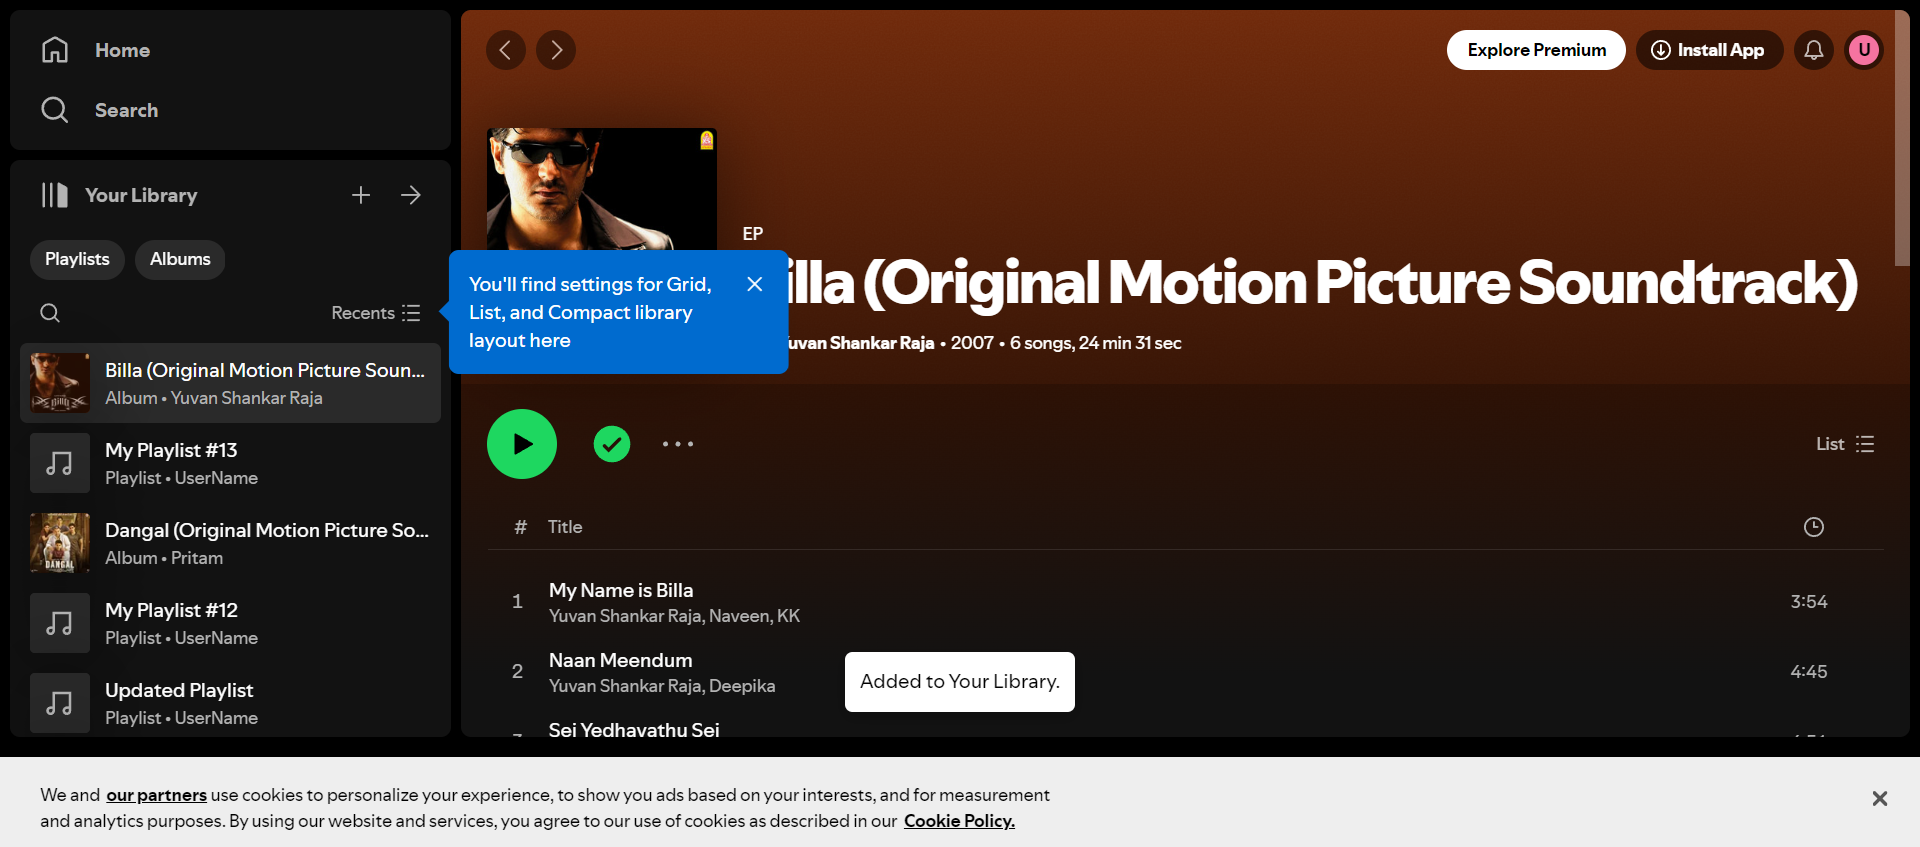 Home
Search
Your Library
Playlists
Albums
Recents
Billa (Original Motion Picture Soun...
Album • Yuvan Shankar Raja
My Playlist #13
Playlist • UserName
Dangal (Original Motion Picture So...
Album • Pritam
My Playlist #12
Playlist • UserName
Updated Playlist
Playlist • UserName
Explore Premium
Install App
U
EP
illa (Original Motion Picture Soundtrack)
uvan Shankar Raja • 2007 • 6 songs, 24 min 31 sec
You'll find settings for Grid,
List, and Compact library
layout here
List
# Title
1 My Name is Billa 3:54
Yuvan Shankar Raja, Naveen, KK
2 Naan Meendum 4:45
Yuvan Shankar Raja, Deepika
Sei Yedhavathu Sei
Added to Your Library.
We and our partners use cookies to personalize your experience, to show you ads based on your interests, and for measurement
and analytics purposes. By using our website and services, you agree to our use of cookies as described in our Cookie Policy.